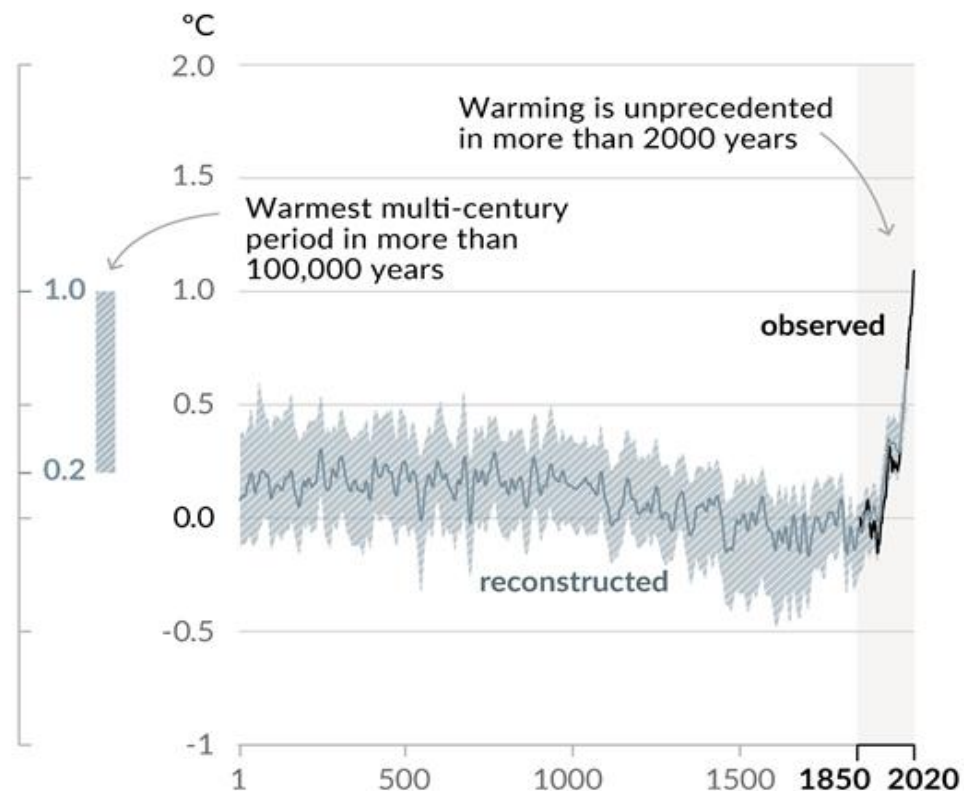 °C
2.0
Warming is unprecedented
in more than 2000 years
1.5
Warmest multi-century
period in more than
100,000 years
1.0
1.0
observed
0.5
0.2
0.0
reconstructed
-0.5
-1
1 500 1000 1500 1850 2020